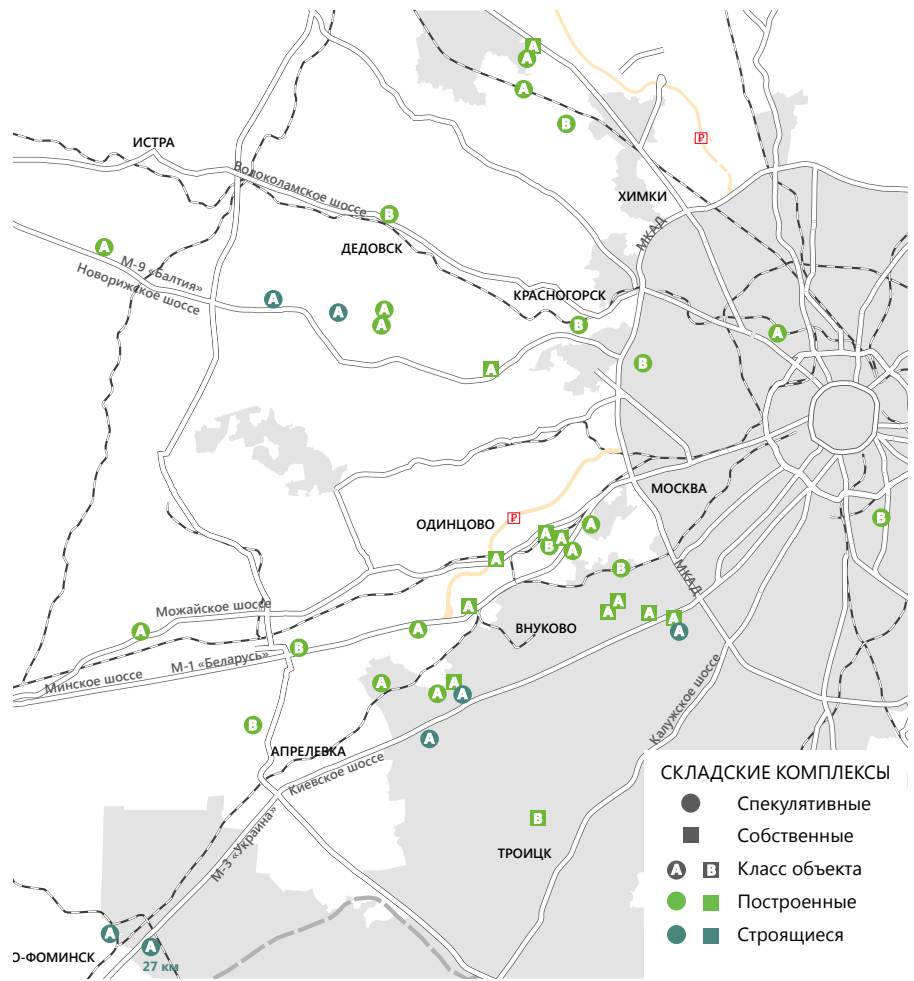 A
A
A
B
₽
ИСТРА
Волоколамское шоссе
ХИМКИ
B
МКАД
ДЕДОВСК
A
М-9 «Балтия»
Новорижское шоссе
КРАСНОГОРСК
A
A
A
A
B
A
A
B
МОСКВА
ОДИНЦОВО
₽
A
B
A
B
A
A
A
B
МКАД
Можайское шоссе
A
A
A
A
A
ВНУКОВО
A
A
A
B
М-1 «Беларусь»
Минское шоссе
A
A
A
A
Калужское шоссе
B
A
АПРЕЛЕВКА
Киевское шоссе
М-3 «Украина»
B
ТРОИЦК
A
A
27 км
О-ФОМИНСК
СКЛАДСКИЕ КОМПЛЕКСЫ
Спекулятивные
Собственные
A B Класс объекта
Построенные
Строящиеся